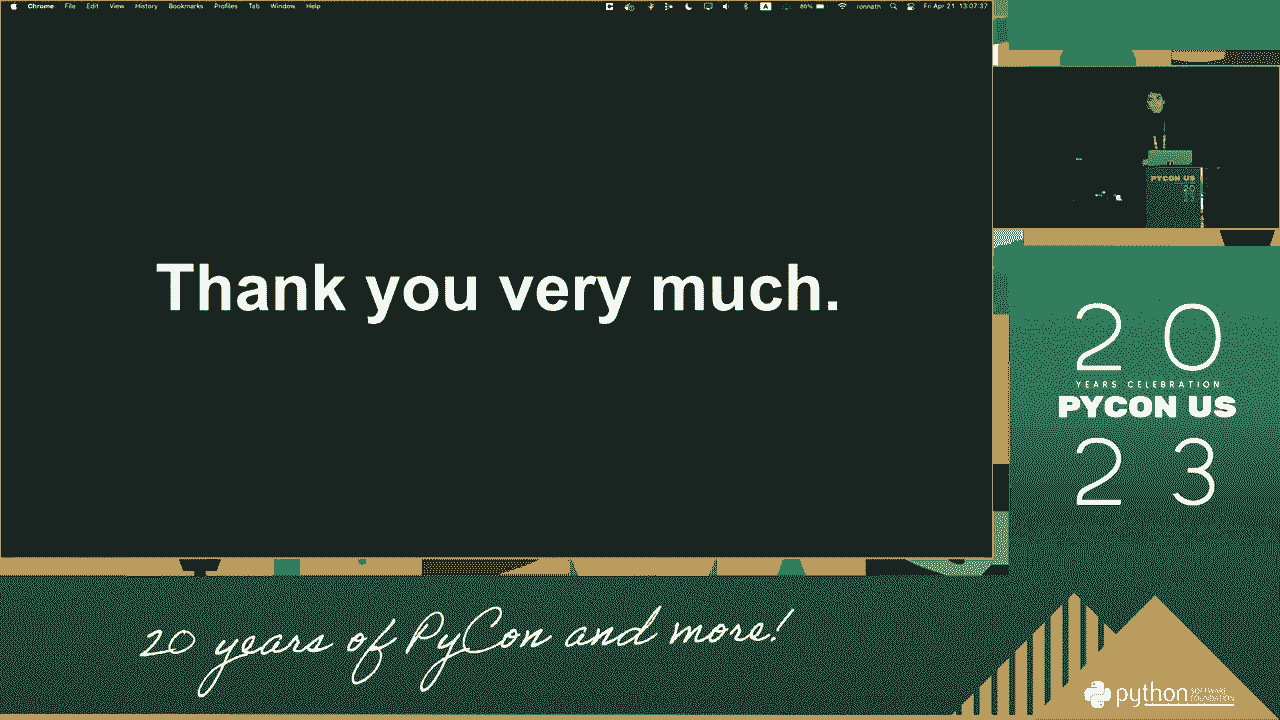 Chrome File Edit View History Bookmarks Profiles Tab Window Help
80% ronnath Fri Apr 21 13:07:37
Thank you very much.
PYCON US
20
YEARS CELEBRATION
PYCON US
23
20 years of PyCon and more!
python SOFTWARE FOUNDATION